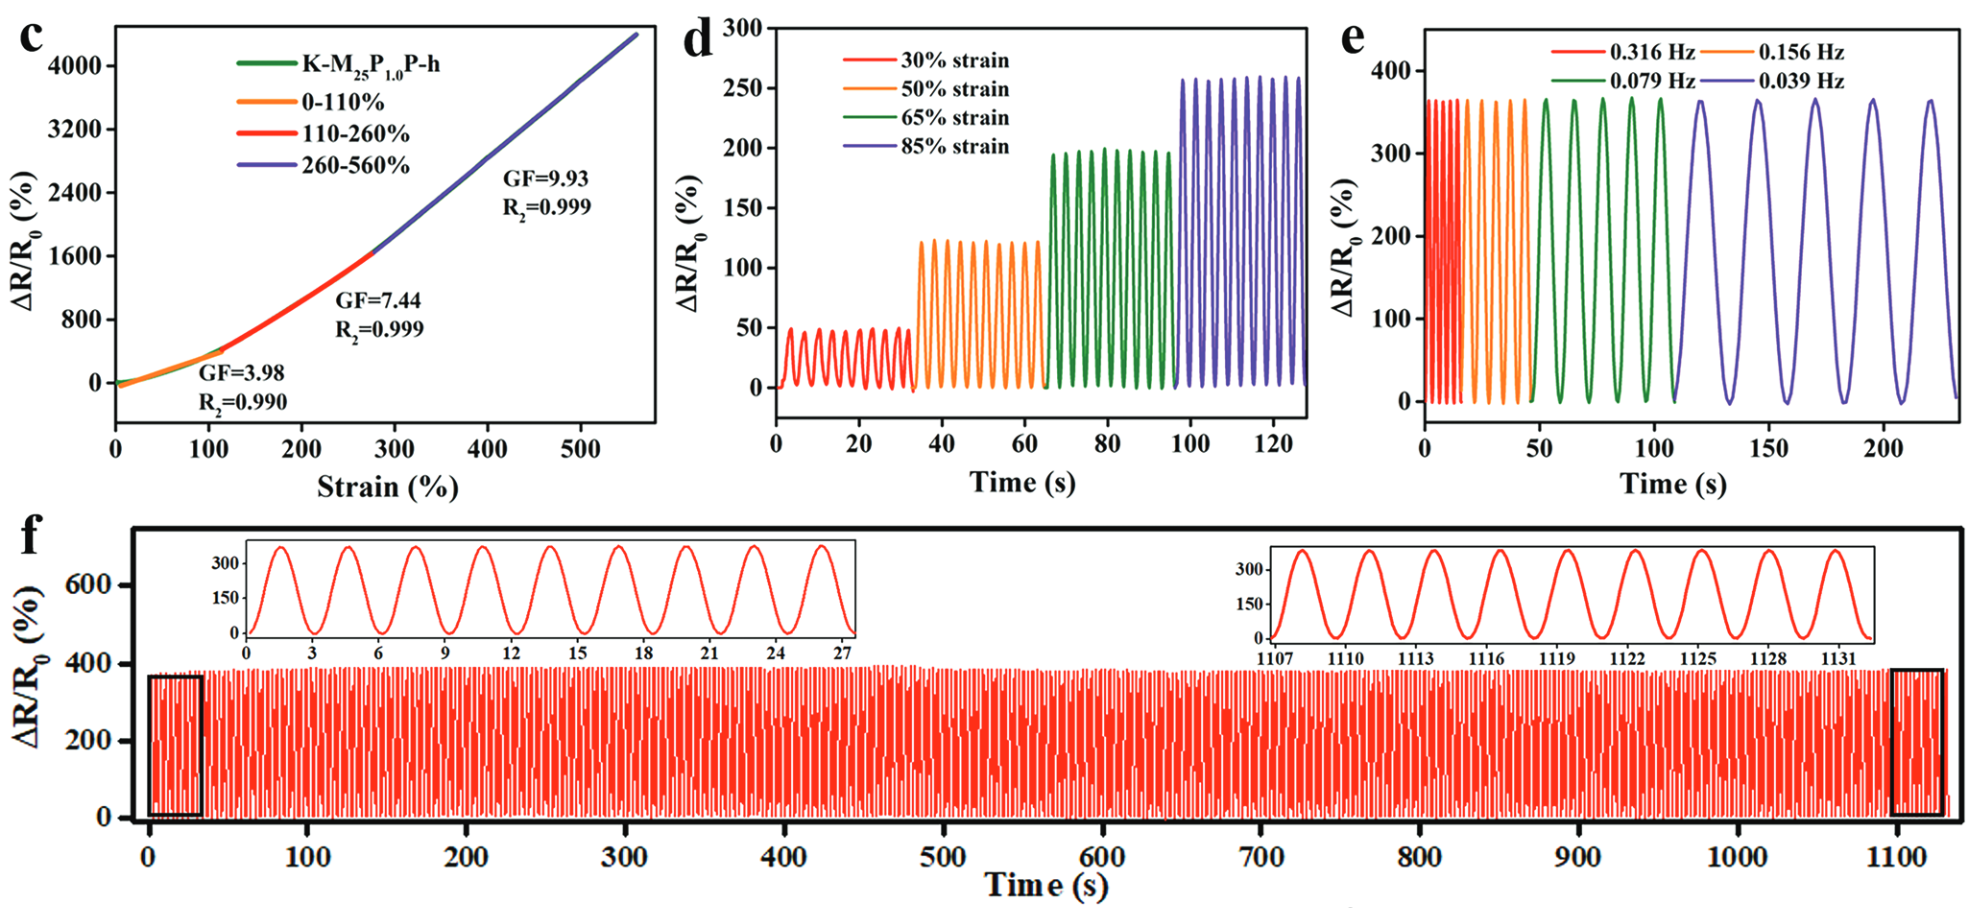 c
4000
3200
2400
1600
800
0
ΔR/R0 (%)
K-M25P1.0P-h
0-110%
110-260%
260-560%
GF=9.93
R2=0.999
GF=7.44
R2=0.999
GF=3.98
R2=0.990
0 100 200 300 400 500
Strain (%)
d
300
250
200
150
100
50
0
ΔR/R0 (%)
30% strain
50% strain
65% strain
85% strain
0 20 40 60 80 100 120
Time (s)
e
400
300
200
100
0
ΔR/R0 (%)
0.316 Hz 0.156 Hz
0.079 Hz 0.039 Hz
0 50 100 150 200
Time (s)
f
600
400
200
0
ΔR/R0 (%)
300
150
0
0 3 6 9 12 15 18 21 24 27
300
150
0
1107 1110 1113 1116 1119 1122 1125 1128 1131
0 100 200 300 400 500 600 700 800 900 1000 1100
Time (s)